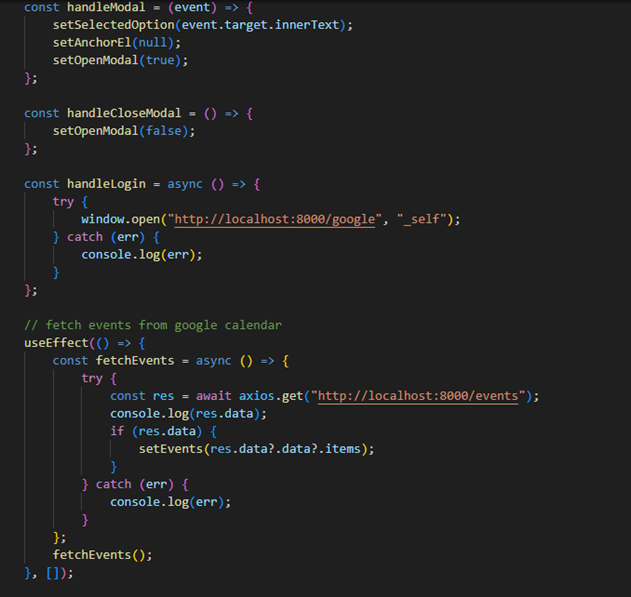 const handleModal = (event) => {
    setSelectedOption(event.target.innerText);
    setAnchorEl(null);
    setOpenModal(true);
};

const handleCloseModal = () => {
    setOpenModal(false);
};

const handleLogin = async () => {
    try {
        window.open("http://localhost:8000/google", "_self");
    } catch (err) {
        console.log(err);
    }
};

// fetch events from google calendar
useEffect(() => {
    const fetchEvents = async () => {
        try {
            const res = await axios.get("http://localhost:8000/events");
            console.log(res.data);
            if (res.data) {
                setEvents(res.data?.data?.items);
            }
        } catch (err) {
            console.log(err);
        }
    };
    fetchEvents();
}, []);